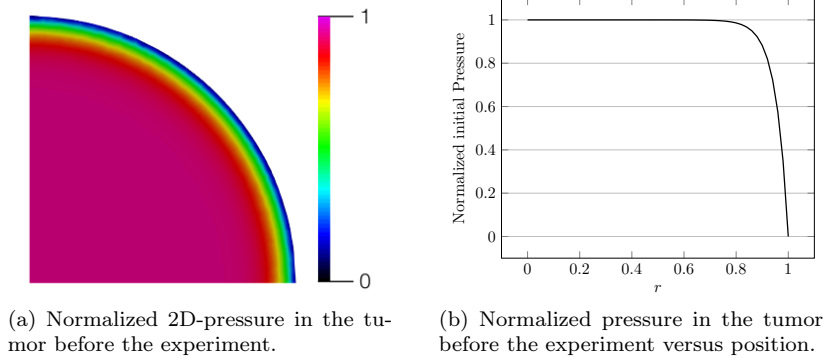 1
0
(a) Normalized 2D-pressure in the tu-
mor before the experiment.
Normalized initial Pressure
1
0.8
0.6
0.4
0.2
0
0 0.2 0.4 0.6 0.8 1
r
(b) Normalized pressure in the tumor
before the experiment versus position.